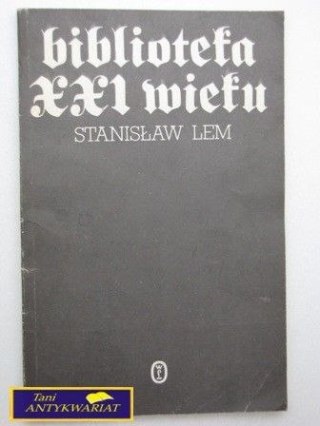 biblioteka
XXI wieku
STANISŁAW LEM
Tani
ANTYKWARIAT